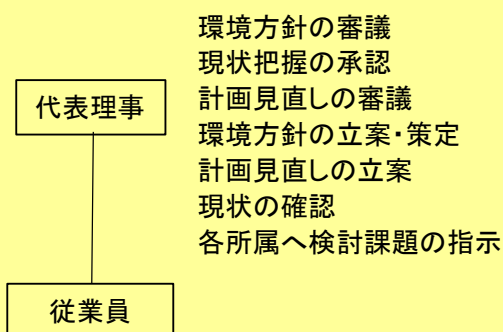 環境方針の審議
現状把握の承認
計画見直しの審議
環境方針の立案・策定
計画見直しの立案
現状の確認
各所属へ検討課題の指示
代表理事
従業員